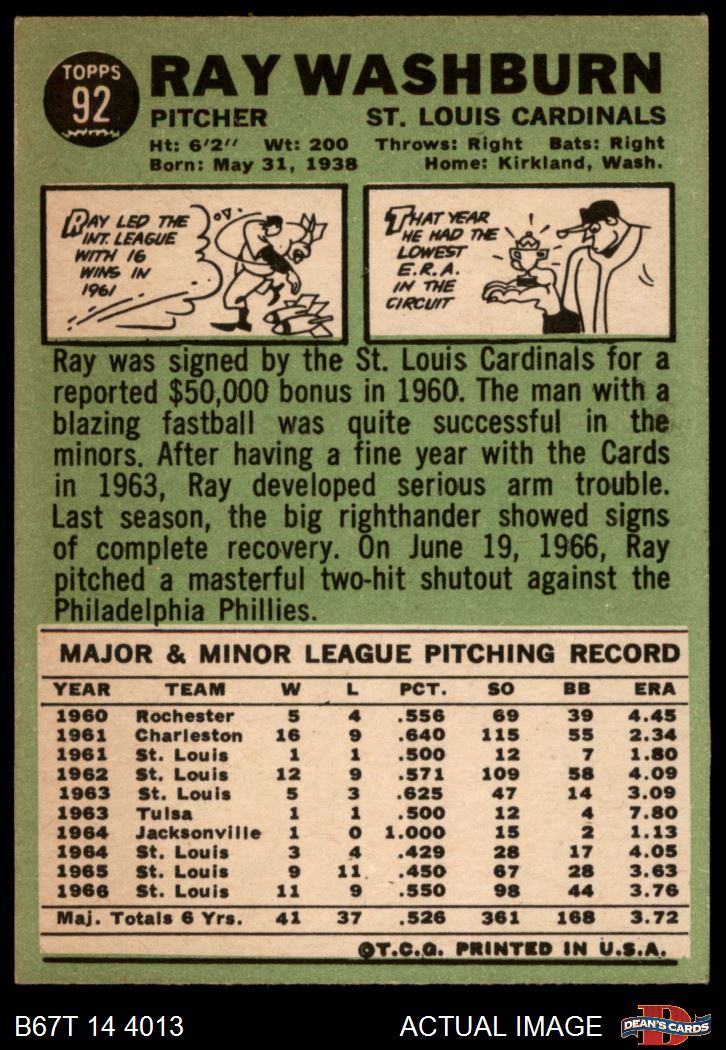 TOPPS
92
RAY WASHBURN
PITCHER ST. LOUIS CARDINALS
Ht: 6'2" Wt: 200 Throws: Right Bats: Right
Born: May 31, 1938 Home: Kirkland, Wash.
RAY LED THE
INT. LEAGUE
WITH 16
WINS IN
1961
THAT YEAR
HE HAD THE
LOWEST
E.R.A.
IN THE
CIRCUIT
Ray was signed by the St. Louis Cardinals for a
reported $50,000 bonus in 1960. The man with a
blazing fastball was quite successful in the
minors. After having a fine year with the Cards
in 1963, Ray developed serious arm trouble.
Last season, the big righthander showed signs
of complete recovery. On June 19, 1966, Ray
pitched a masterful two-hit shutout against the
Philadelphia Phillies.
MAJOR & MINOR LEAGUE PITCHING RECORD
YEAR TEAM W L PCT. SO BB ERA
1960 Rochester 5 4 .556 69 39 4.45
1961 Charleston 16 9 .640 115 55 2.34
1961 St. Louis 1 1 .500 12 7 1.80
1962 St. Louis 12 9 .571 109 58 4.09
1963 St. Louis 5 3 .625 47 14 3.09
1963 Tulsa 1 1 .500 12 4 7.80
1964 Jacksonville 1 0 1.000 15 2 1.13
1964 St. Louis 3 4 .429 28 17 4.05
1965 St. Louis 9 11 .450 67 28 3.63
1966 St. Louis 11 9 .550 98 44 3.76
Maj. Totals 6 Yrs. 41 37 .526 361 168 3.72
©T.C.G. PRINTED IN U.S.A.
B67T 14 4013 ACTUAL IMAGE
D
DEAN'S CARDS